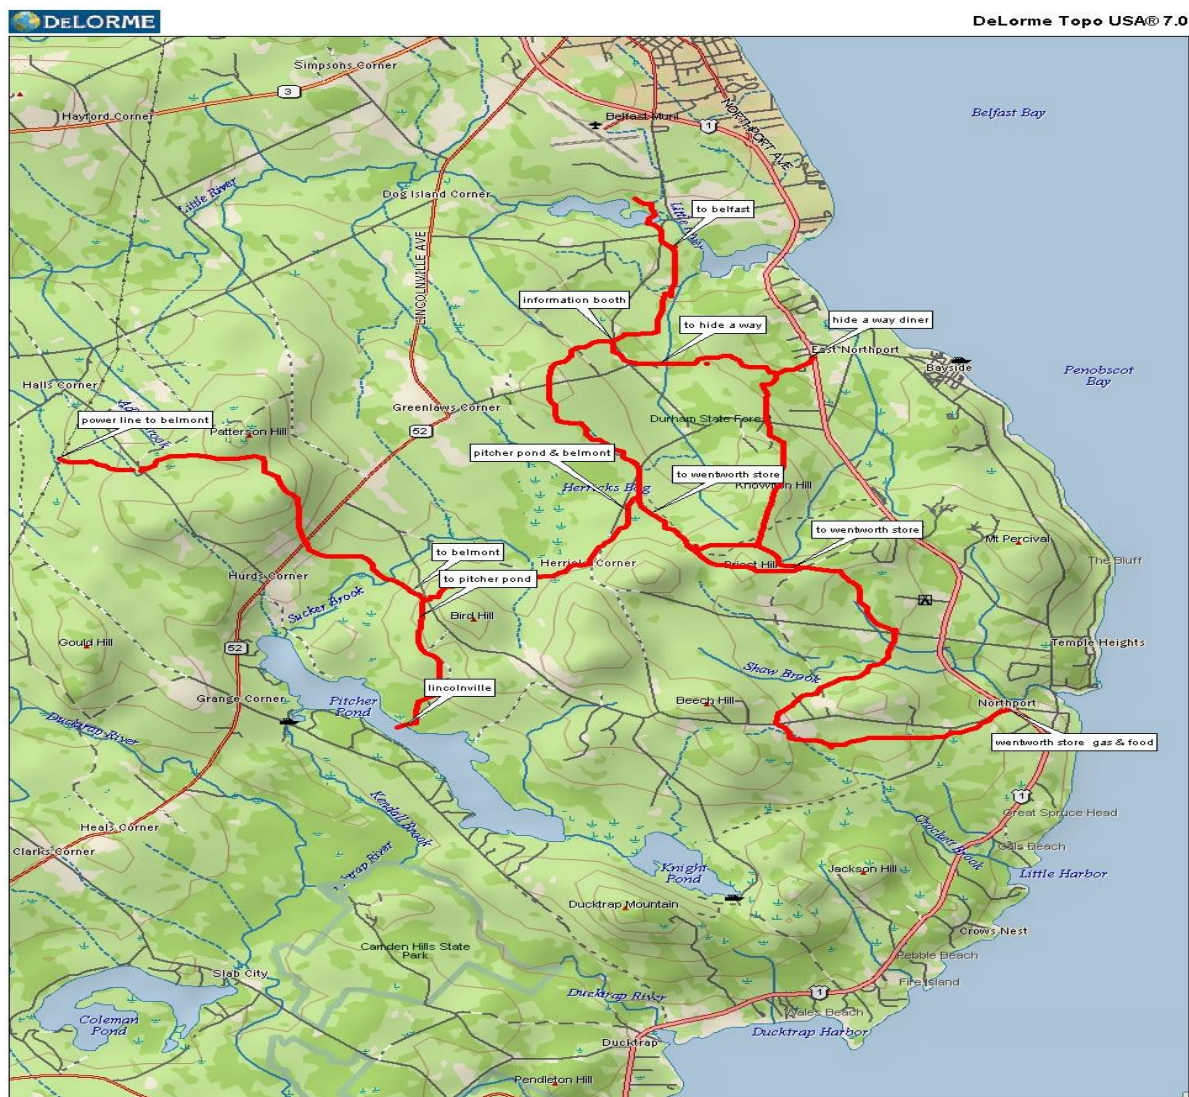 DELORME
DeLorme Topo USA® 7.0
Simpsons Corner
3
Hayford Corner
Belfast Muni
1
NORTHPORT AVE
Belfast Bay
Little River
Dog Island Corner
to belfast
LINCOLNVILLE AVE
information booth
to hide a way
hide a way diner
East Northport
Bayside
Penobscot
Bay
Halls Corner
Greenlaws Corner
power line to belmont
Patterson Hill
52
Durham State Forest
pitcher pond & belmont
to wentworth store
Herricks Bog
Knowlton Hill
to wentworth store
Mt Percival
to belmont
Herricks Corner
Priest Hill
The Bluff
Hurds Corner
to pitcher pond
Sucker Brook
Bird Hill
Gould Hill
52
Temple Heights
Shaw Brook
lincolnville
Grange Corner
Pitcher
Pond
Beech Hill
Northport
Ducktrap River
wentworth store gas & food
Kendall Brook
1
Great Spruce Head
Heals Corner
Clarks Corner
Crockett Brook
Little Harbor
Knight
Pond
Jackson Hill
Ducktrap Mountain
Crows Nest
Camden Hills State
Park
Pebble Beach
Slab City
Fire Island
Ducktrap River
1
Wales Beach
Coleman
Pond
Ducktrap Harbor
Ducktrap
Pendleton Hill